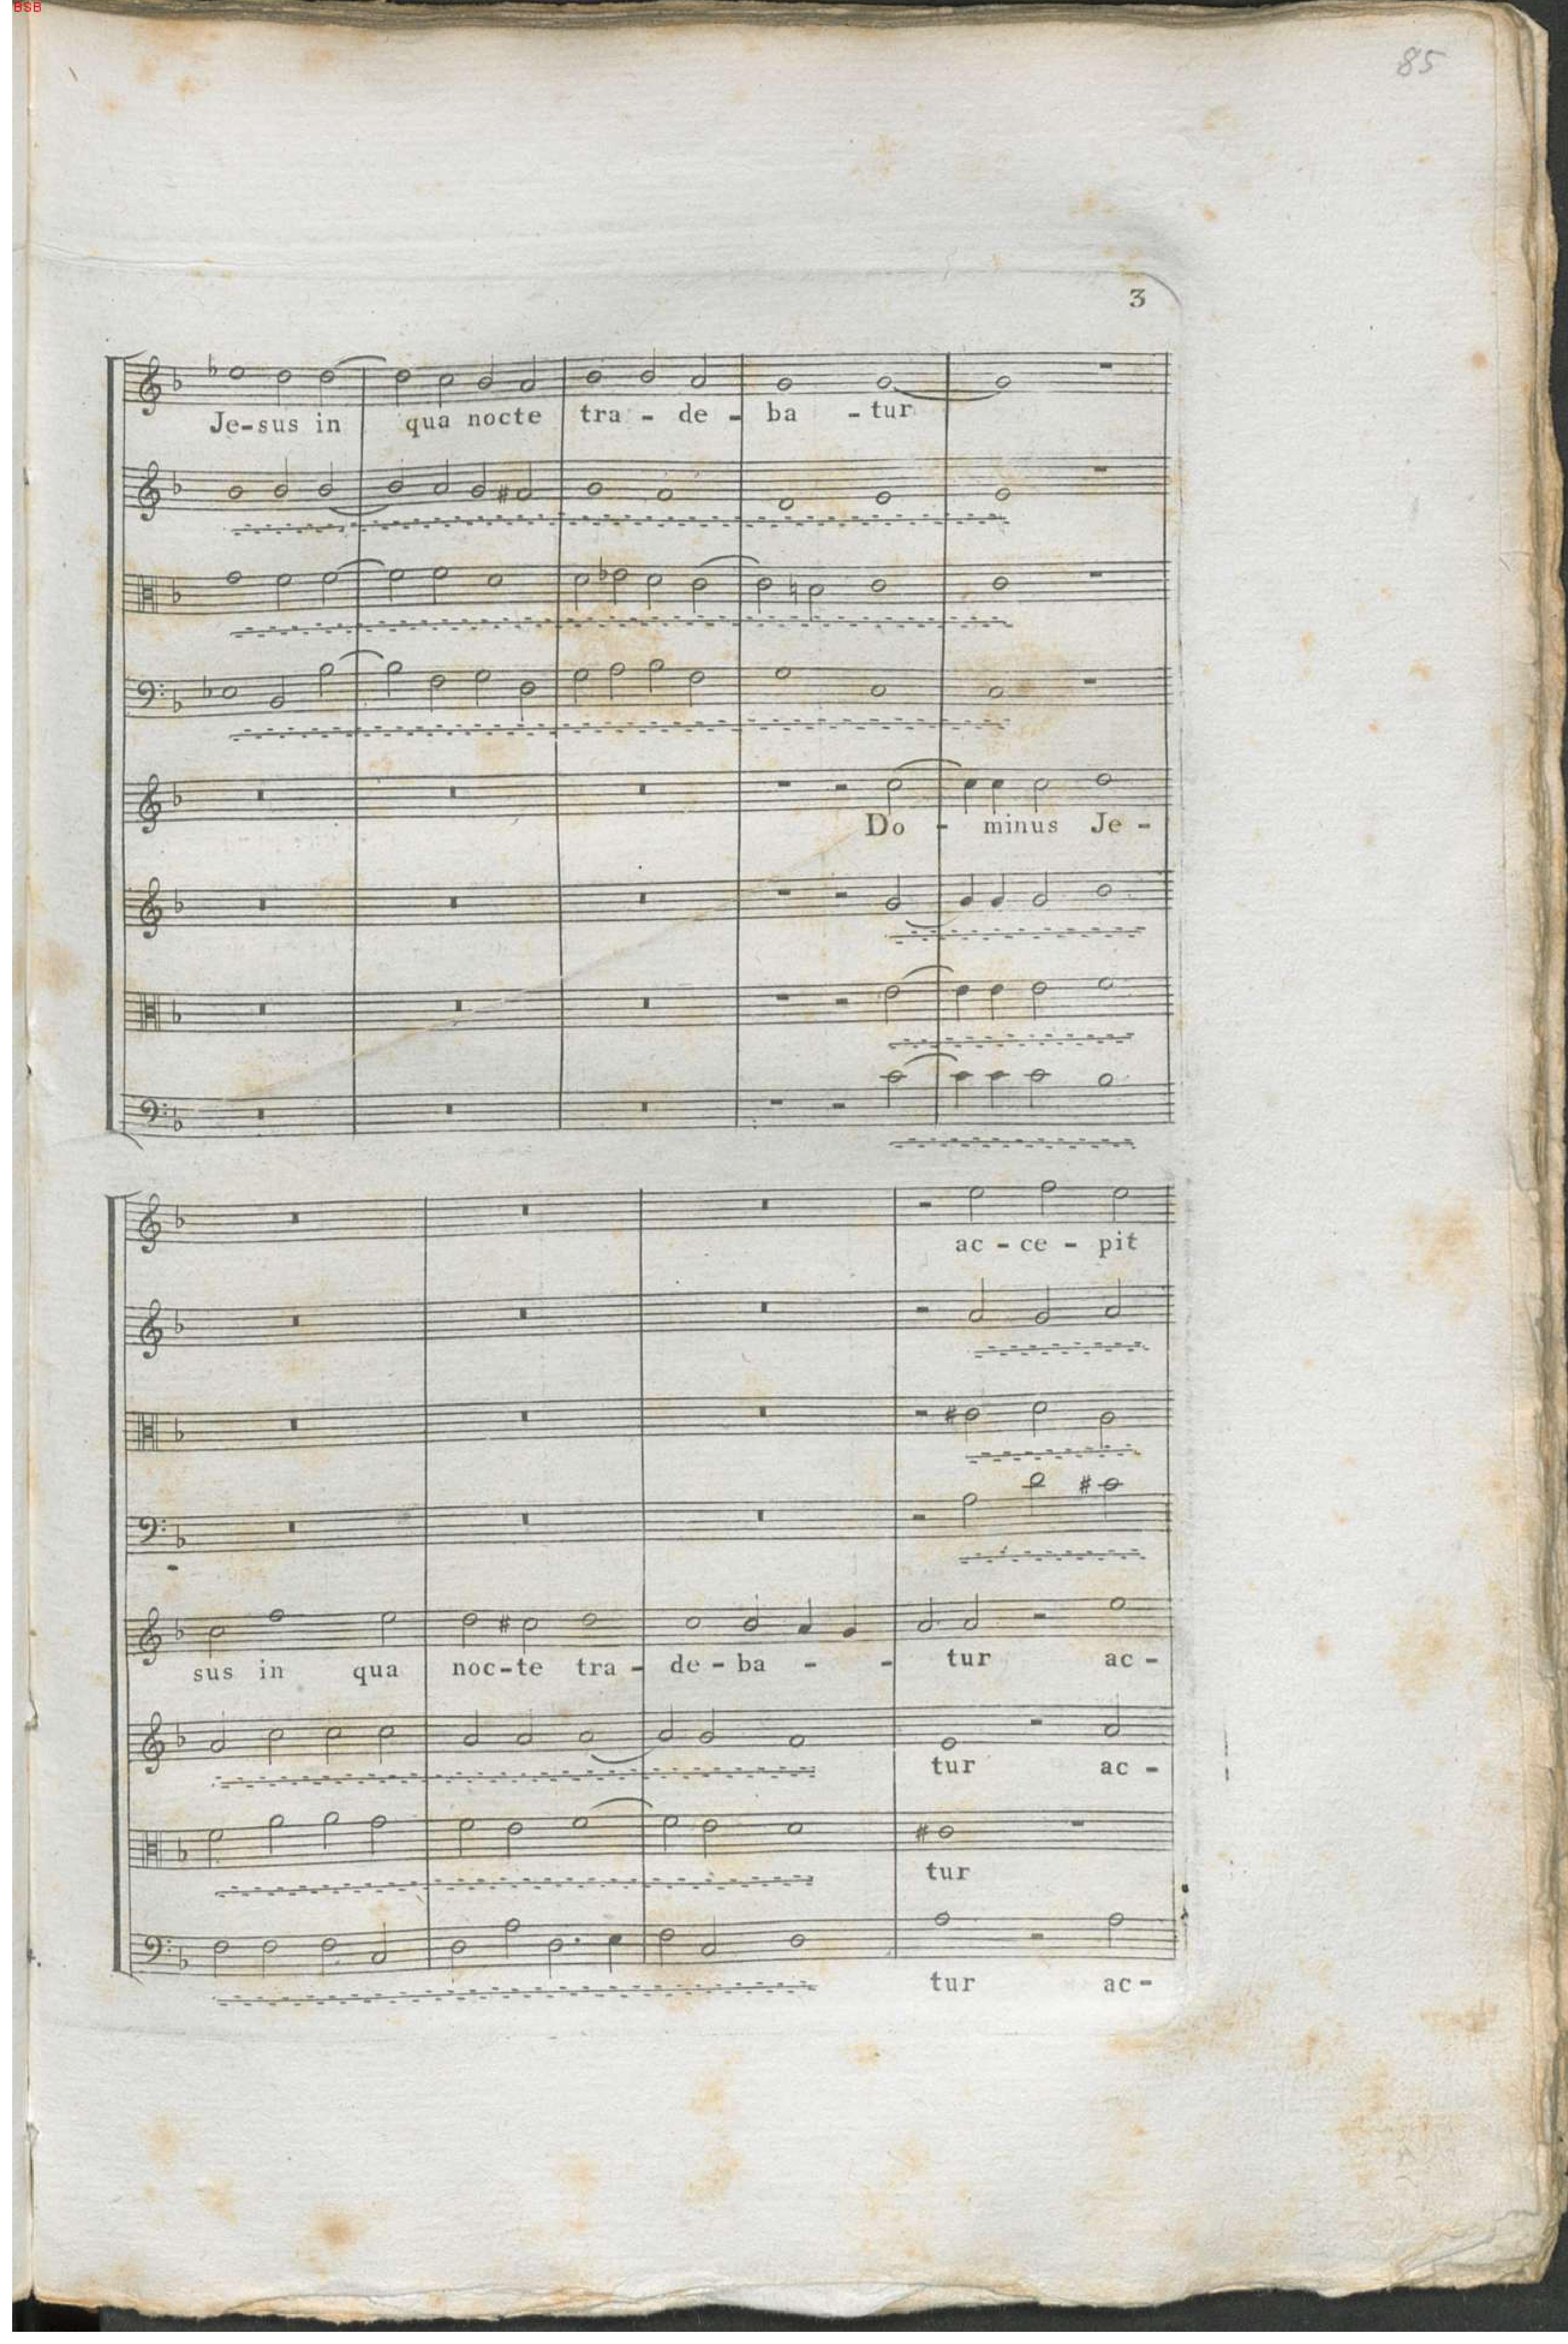 BSB
85
3
Je-sus in qua nocte tra - de - ba - tur
Do - minus Je -
ac - ce - pit
sus in qua noc-te tra - de - ba - - tur ac -
tur ac -
tur
tur ac -